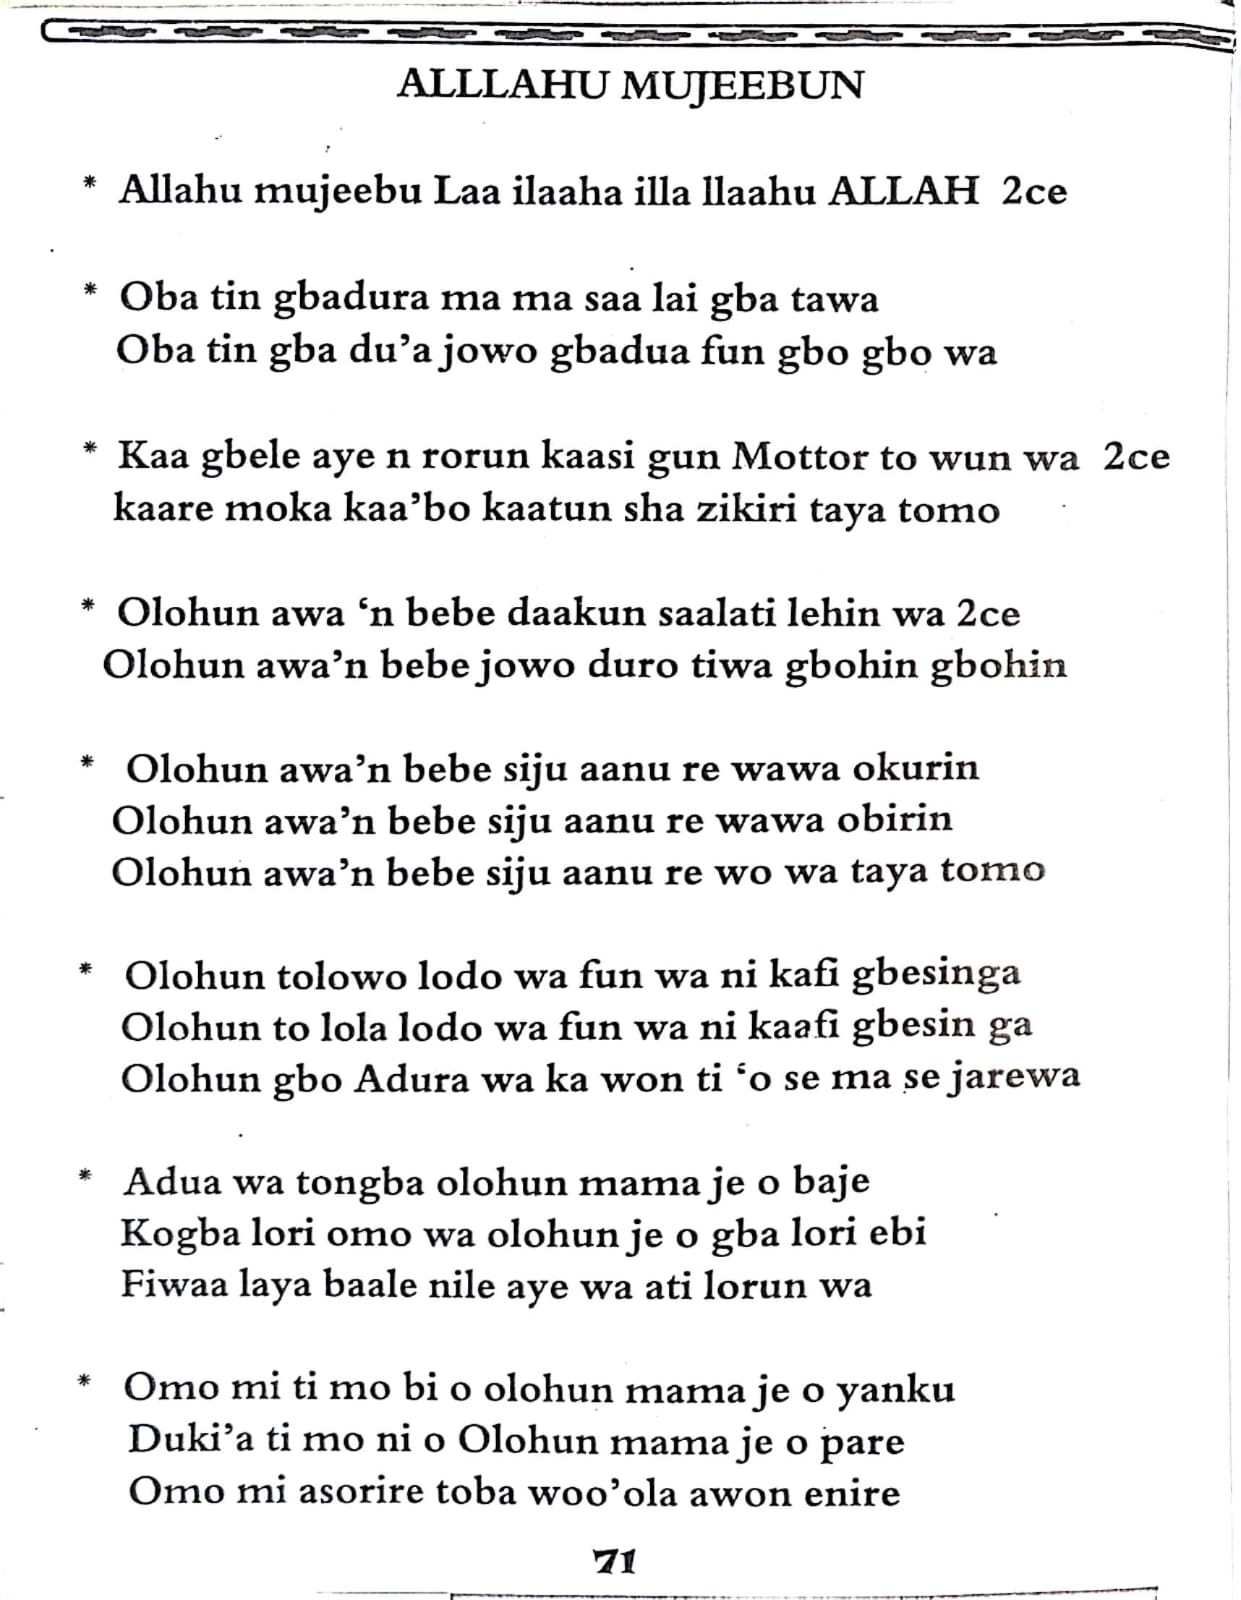 ALLLAHU MUJEEBUN
* Allahu mujeebu Laa ilaaha illa llaahu ALLAH 2ce
* Oba tin gbadura ma ma saa lai gba tawa
Oba tin gba du’a jowo gbadua fun gbo gbo wa
* Kaa gbele aye n rorun kaasi gun Mottor to wun wa 2ce
kaare moka kaa’bo kaatun sha zikiri taya tomo
* Olohun awa ‘n bebe daakun saalati lehin wa 2ce
Olohun awa’n bebe jowo duro tiwa gbohin gbohin
* Olohun awa’n bebe siju aanu re wawa okurin
Olohun awa’n bebe siju aanu re wawa obirin
Olohun awa’n bebe siju aanu re wo wa taya tomo
* Olohun tolowo lodo wa fun wa ni kafi gbesinga
Olohun to lola lodo wa fun wa ni kaafi gbesin ga
Olohun gbo Adura wa ka won ti ‘o se ma se jarewa
* Adua wa tongba olohun mama je o baje
Kogba lori omo wa olohun je o gba lori ebi
Fiwaa laya baale nile aye wa ati lorun wa
* Omo mi ti mo bi o olohun mama je o yanku
Duki’a ti mo ni o Olohun mama je o pare
Omo mi asorire toba woo’ola awon enire
71